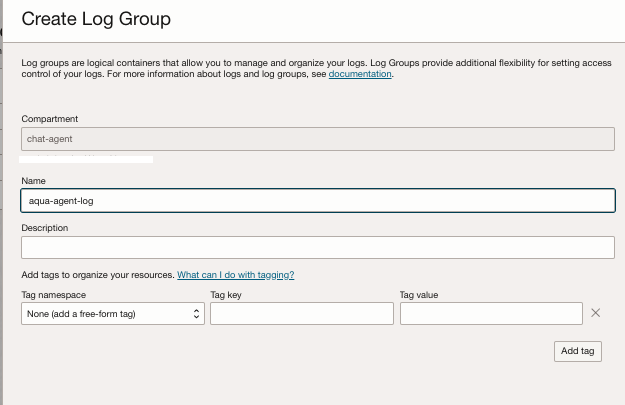 Create Log Group
Log groups are logical containers that allow you to manage and organize your logs. Log Groups provide additional flexibility for setting access
control of your logs. For more information about logs and log groups, see documentation.
Compartment
chat-agent
Name
aqua-agent-log
Description
Add tags to organize your resources. What can I do with tagging?
Tag namespace Tag key Tag value
None (add a free-form tag)
Add tag